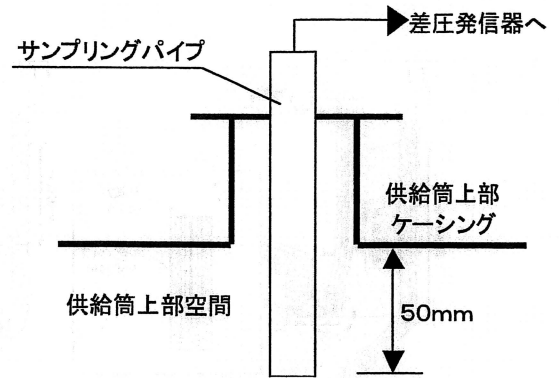 差圧発信器へ
サンプリングパイプ
供給筒上部
ケーシング
供給筒上部空間
50mm